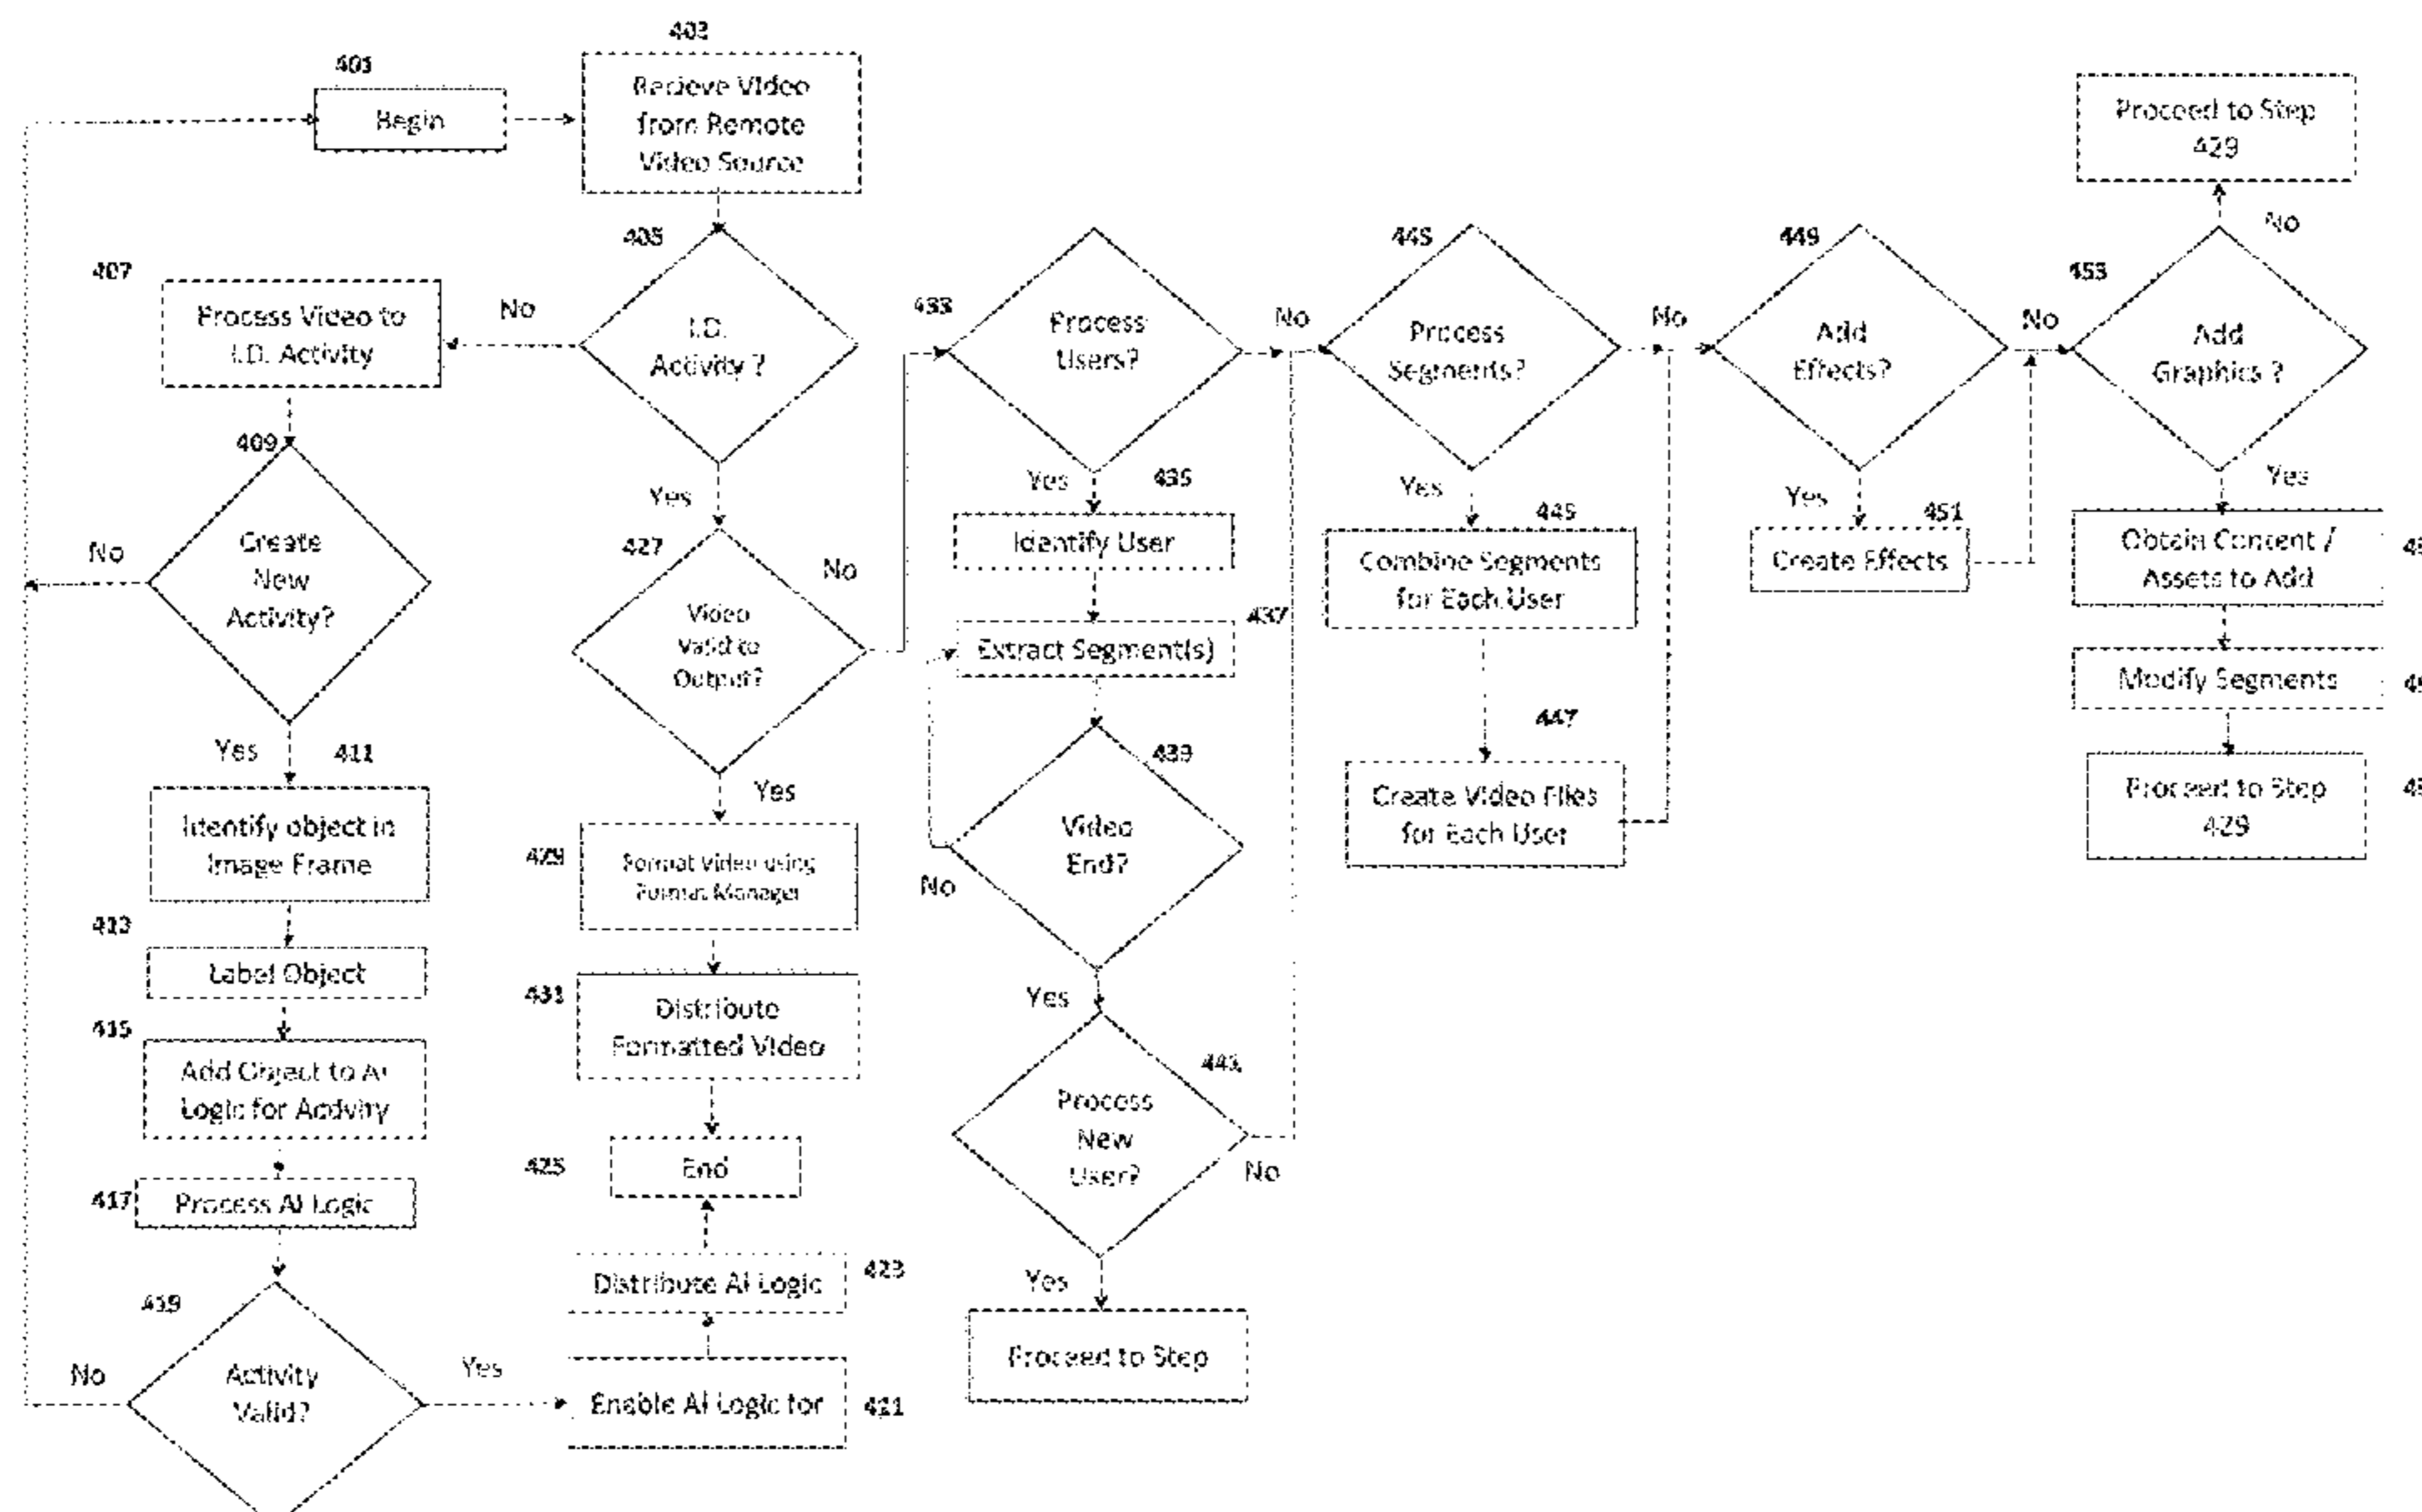 401
Begin
403
Recieve Video
from Remote
Video Source
405
I.D.
Activity ?
No
407
Process Video to
I.D. Activity
409
Create
New
Activity?
No
Yes
411
Identify object in
Image Frame
413
Label Object
415
Add Object to AI
Logic for Activity
417
Process AI Logic
419
Activity
Valid?
No
Yes
Enable AI Logic for
421
Distribute AI Logic
423
425
End
Yes
427
Video
Valid to
Output?
No
Yes
429
Format Video using
Format Manager
431
Distribute
Formatted Video
433
Process
Users?
No
Yes
435
Identify User
437
Extract Segment(s)
439
Video
End?
No
Yes
441
Process
New
User?
No
Yes
Proceed to Step
Process
Segments?
No
Yes
445
Combine Segments
for Each User
447
Create Video Files
for Each User
449
Add
Effects?
No
Yes
451
Create Effects
453
Add
Graphics ?
No
Proceed to Step
429
Yes
Obtain Content /
Assets to Add
Modify Segments
Proceed to Step
429